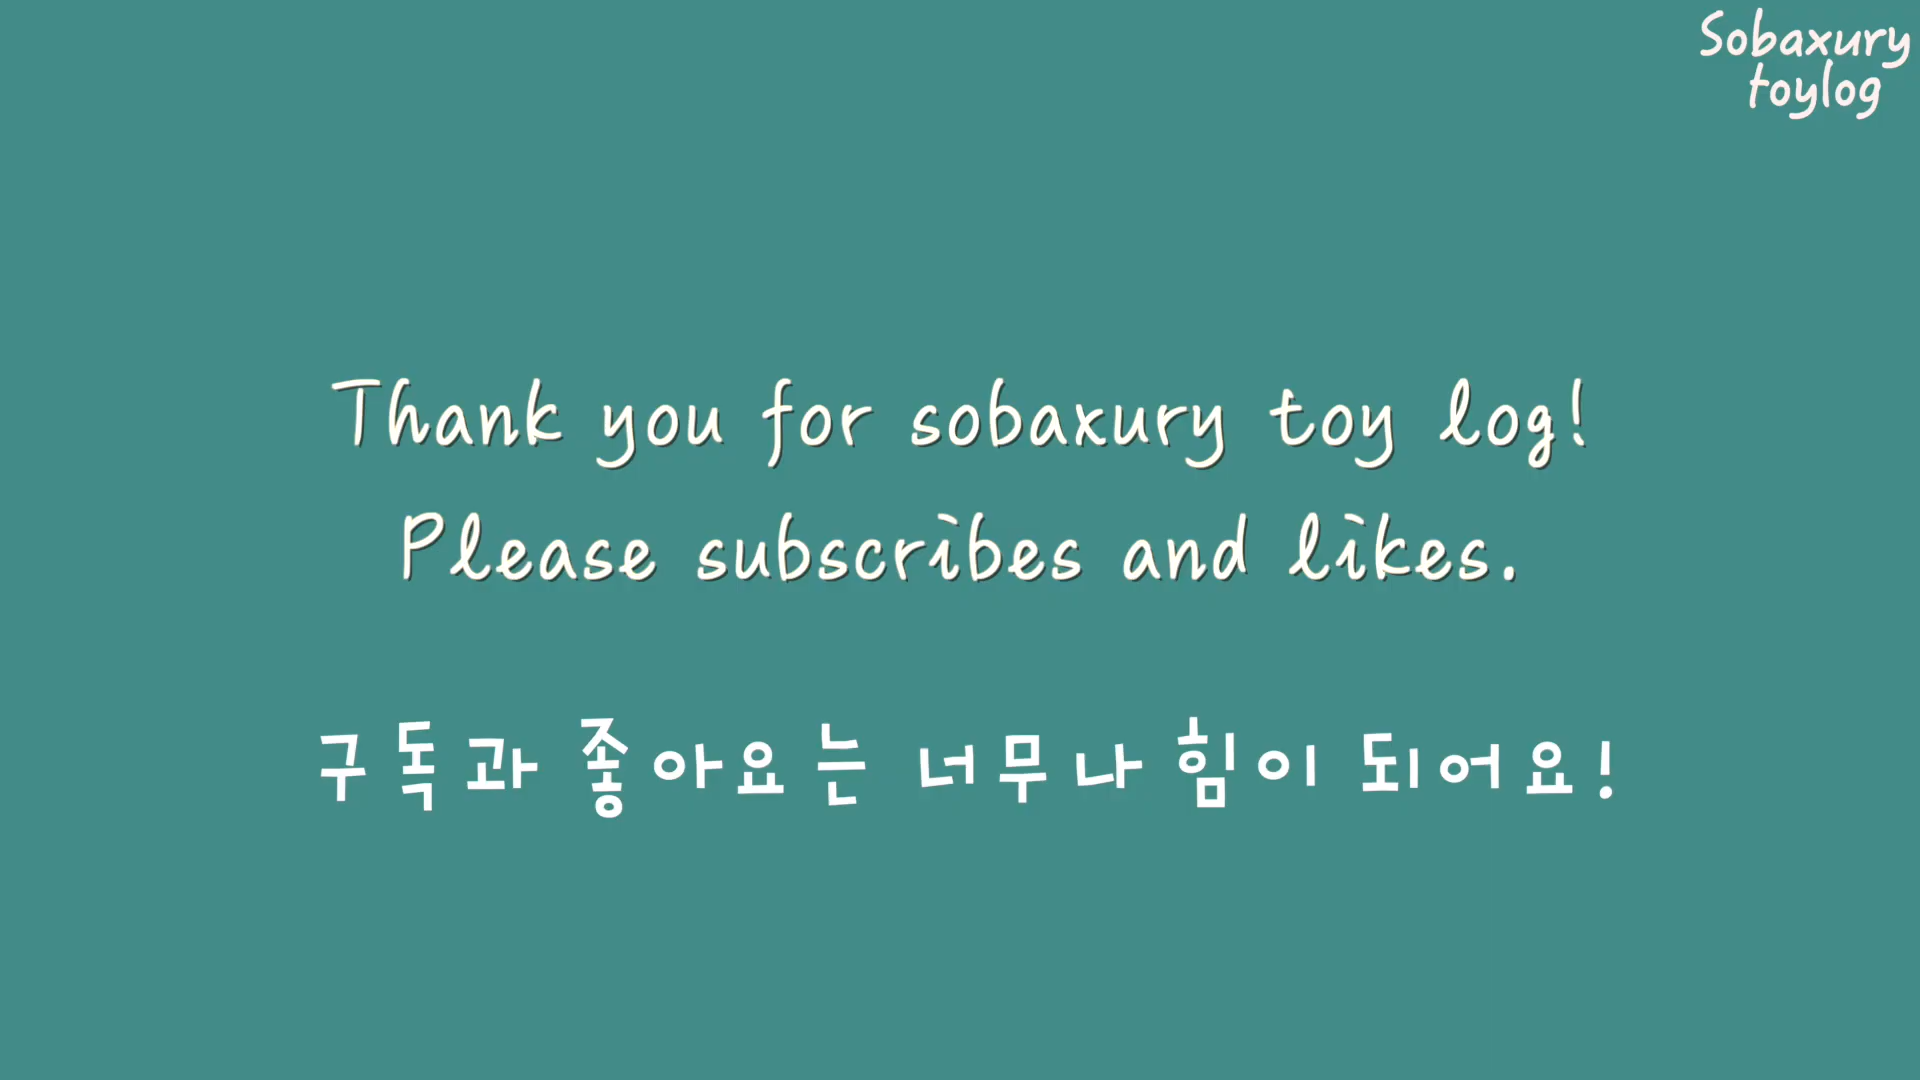 Sobaxury
toylog
Thank you for sobaxury toy log!
Please subscribes and likes.
구독과 좋아요는 너무나 힘이 되어요!